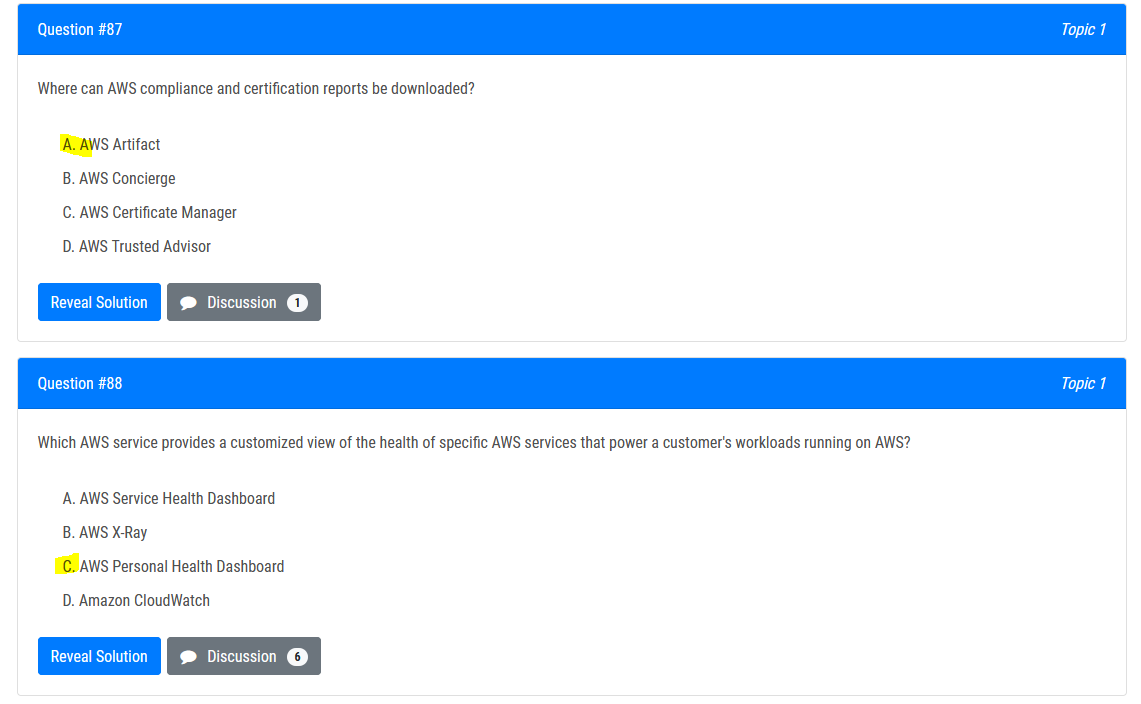 Question #87
Topic 1
Where can AWS compliance and certification reports be downloaded?
A. AWS Artifact
B. AWS Concierge
C. AWS Certificate Manager
D. AWS Trusted Advisor
Reveal Solution
Discussion 1
Question #88
Topic 1
Which AWS service provides a customized view of the health of specific AWS services that power a customer's workloads running on AWS?
A. AWS Service Health Dashboard
B. AWS X-Ray
C. AWS Personal Health Dashboard
D. Amazon CloudWatch
Reveal Solution
Discussion 6